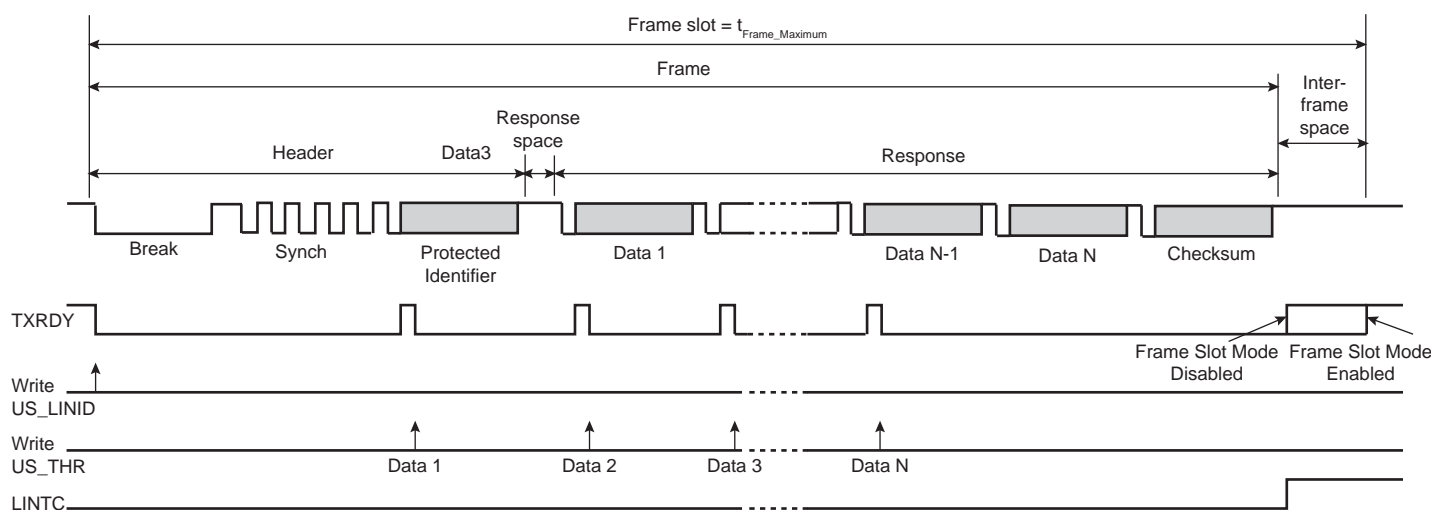 Frame slot = tFrame_Maximum
Frame
Inter-
frame
space
Response
space
Header
Data3
Response
Break
Synch
Protected
Identifier
Data 1
Data N-1
Data N
Checksum
TXRDY
Frame Slot Mode
Disabled
Frame Slot Mode
Enabled
Write
US_LINID
Write
US_THR
Data 1
Data 2
Data 3
Data N
LINTC